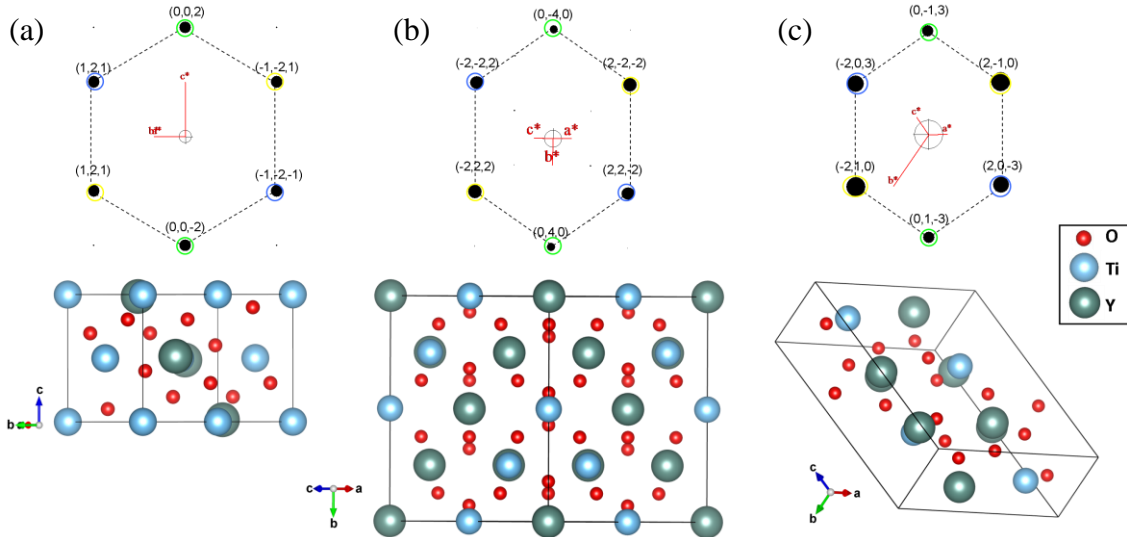 (a)
(0,0,2)
(1,2,1)
(-1,-2,1)
c*
(1,2,1)
(-1,-2,-1)
(0,0,-2)
(b)
(0,-4,0)
(-2,-2,2)
(2,-2,-2)
c*
a*
b*
(-2,2,2)
(2,2,-2)
(0,4,0)
(c)
(0,-1,3)
(-2,0,3)
(2,-1,0)
c*
a*
b*
(-2,1,0)
(2,0,-3)
(0,1,-3)
O
Ti
Y
c
b
c
a
b
c
a
b